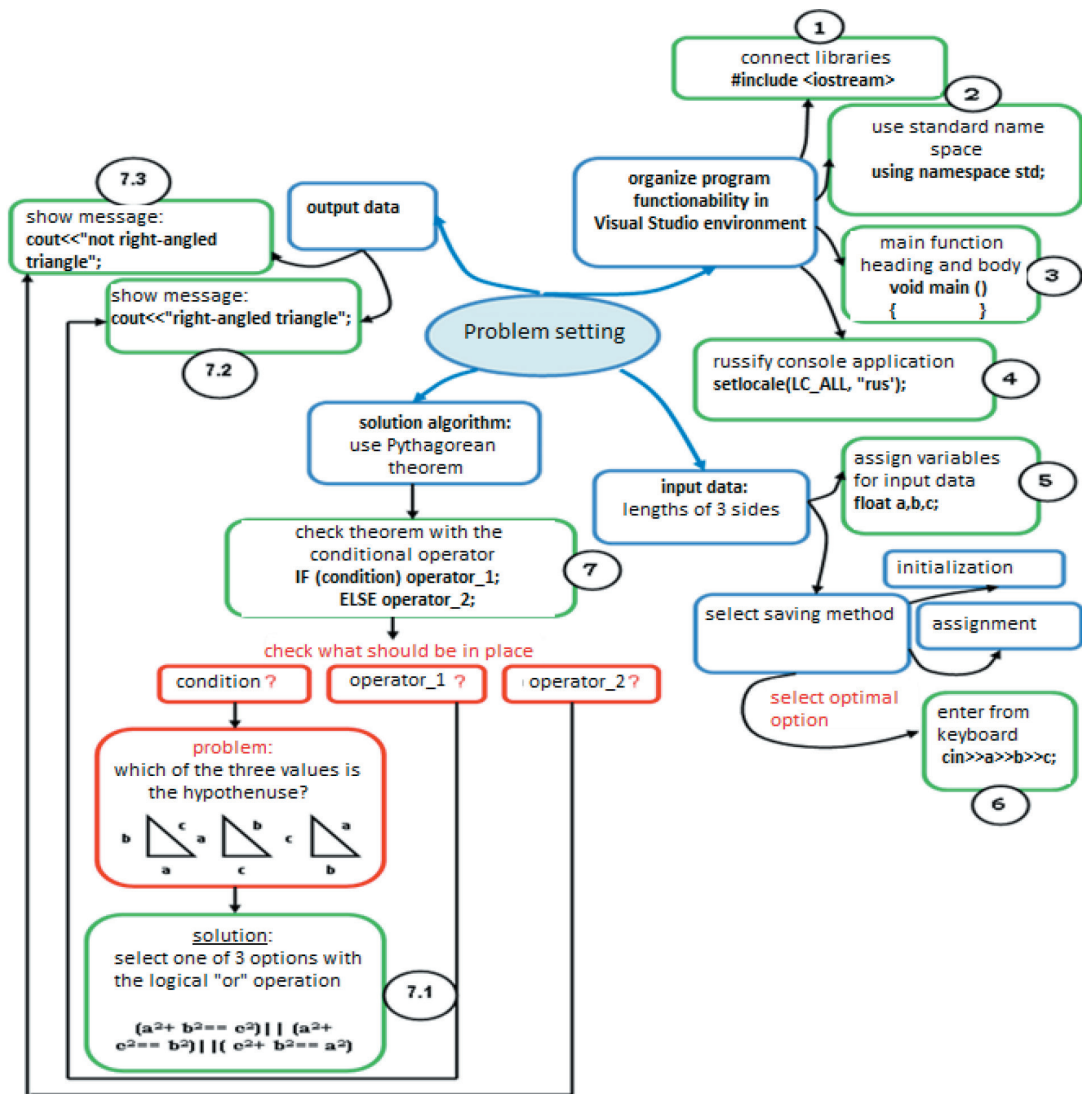 1
connect libraries
#include <iostream>
2
use standard name
space
using namespace std;
organize program
functionability in
Visual Studio environment
main function
heading and body
void main ()
{ }
3
russify console application
setlocale(LC_ALL, "rus');
4
7.3
show message:
cout<<"not right-angled
triangle";
output data
show message:
cout<<"right-angled triangle";
7.2
Problem setting
solution algorithm:
use Pythagorean
theorem
input data:
lengths of 3 sides
assign variables
for input data
float a,b,c;
5
check theorem with the
conditional operator
IF (condition) operator_1;
ELSE operator_2;
7
initialization
select saving method
assignment
select optimal
option
enter from
keyboard
cin>>a>>b>>c;
6
check what should be in place
condition ?
operator_1 ?
operator_2 ?
problem:
which of the three values is
the hypothenuse?
b c a b c a
a c b
solution:
select one of 3 options with
the logical "or" operation
7.1
(a²+ b²== c²)|| (a²+
c²== b²)||( c²+ b²== a²)